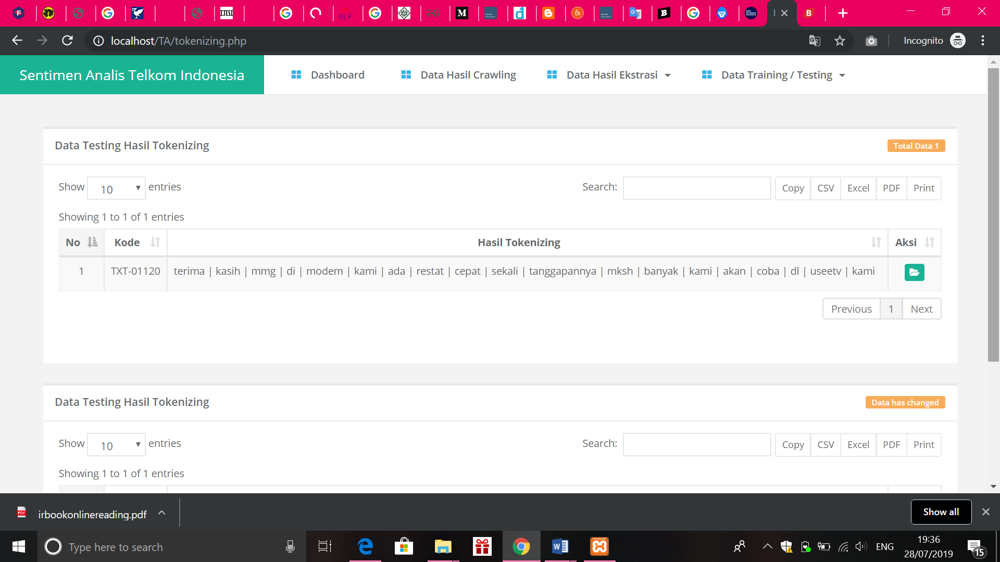 localhost/TA/tokenizing.php
Incognito
Sentimen Analis Telkom Indonesia
Dashboard
Data Hasil Crawling
Data Hasil Ekstrasi
Data Training / Testing
Data Testing Hasil Tokenizing
Total Data 1
Show 10 entries
Search:
Copy CSV Excel PDF Print
Showing 1 to 1 of 1 entries
No Kode Hasil Tokenizing Aksi
1 TXT-01120 terima | kasih | mmg | di | modem | kami | ada | restat | cepat | sekali | tanggapannya | mksh | banyak | kami | akan | coba | dl | useetv | kami
Previous 1 Next
Data Testing Hasil Tokenizing
Data has changed
Show 10 entries
Search:
Copy CSV Excel PDF Print
Showing 1 to 1 of 1 entries
irbookonlinereading.pdf
Show all
Type here to search
ENG
19:36
28/07/2019
15